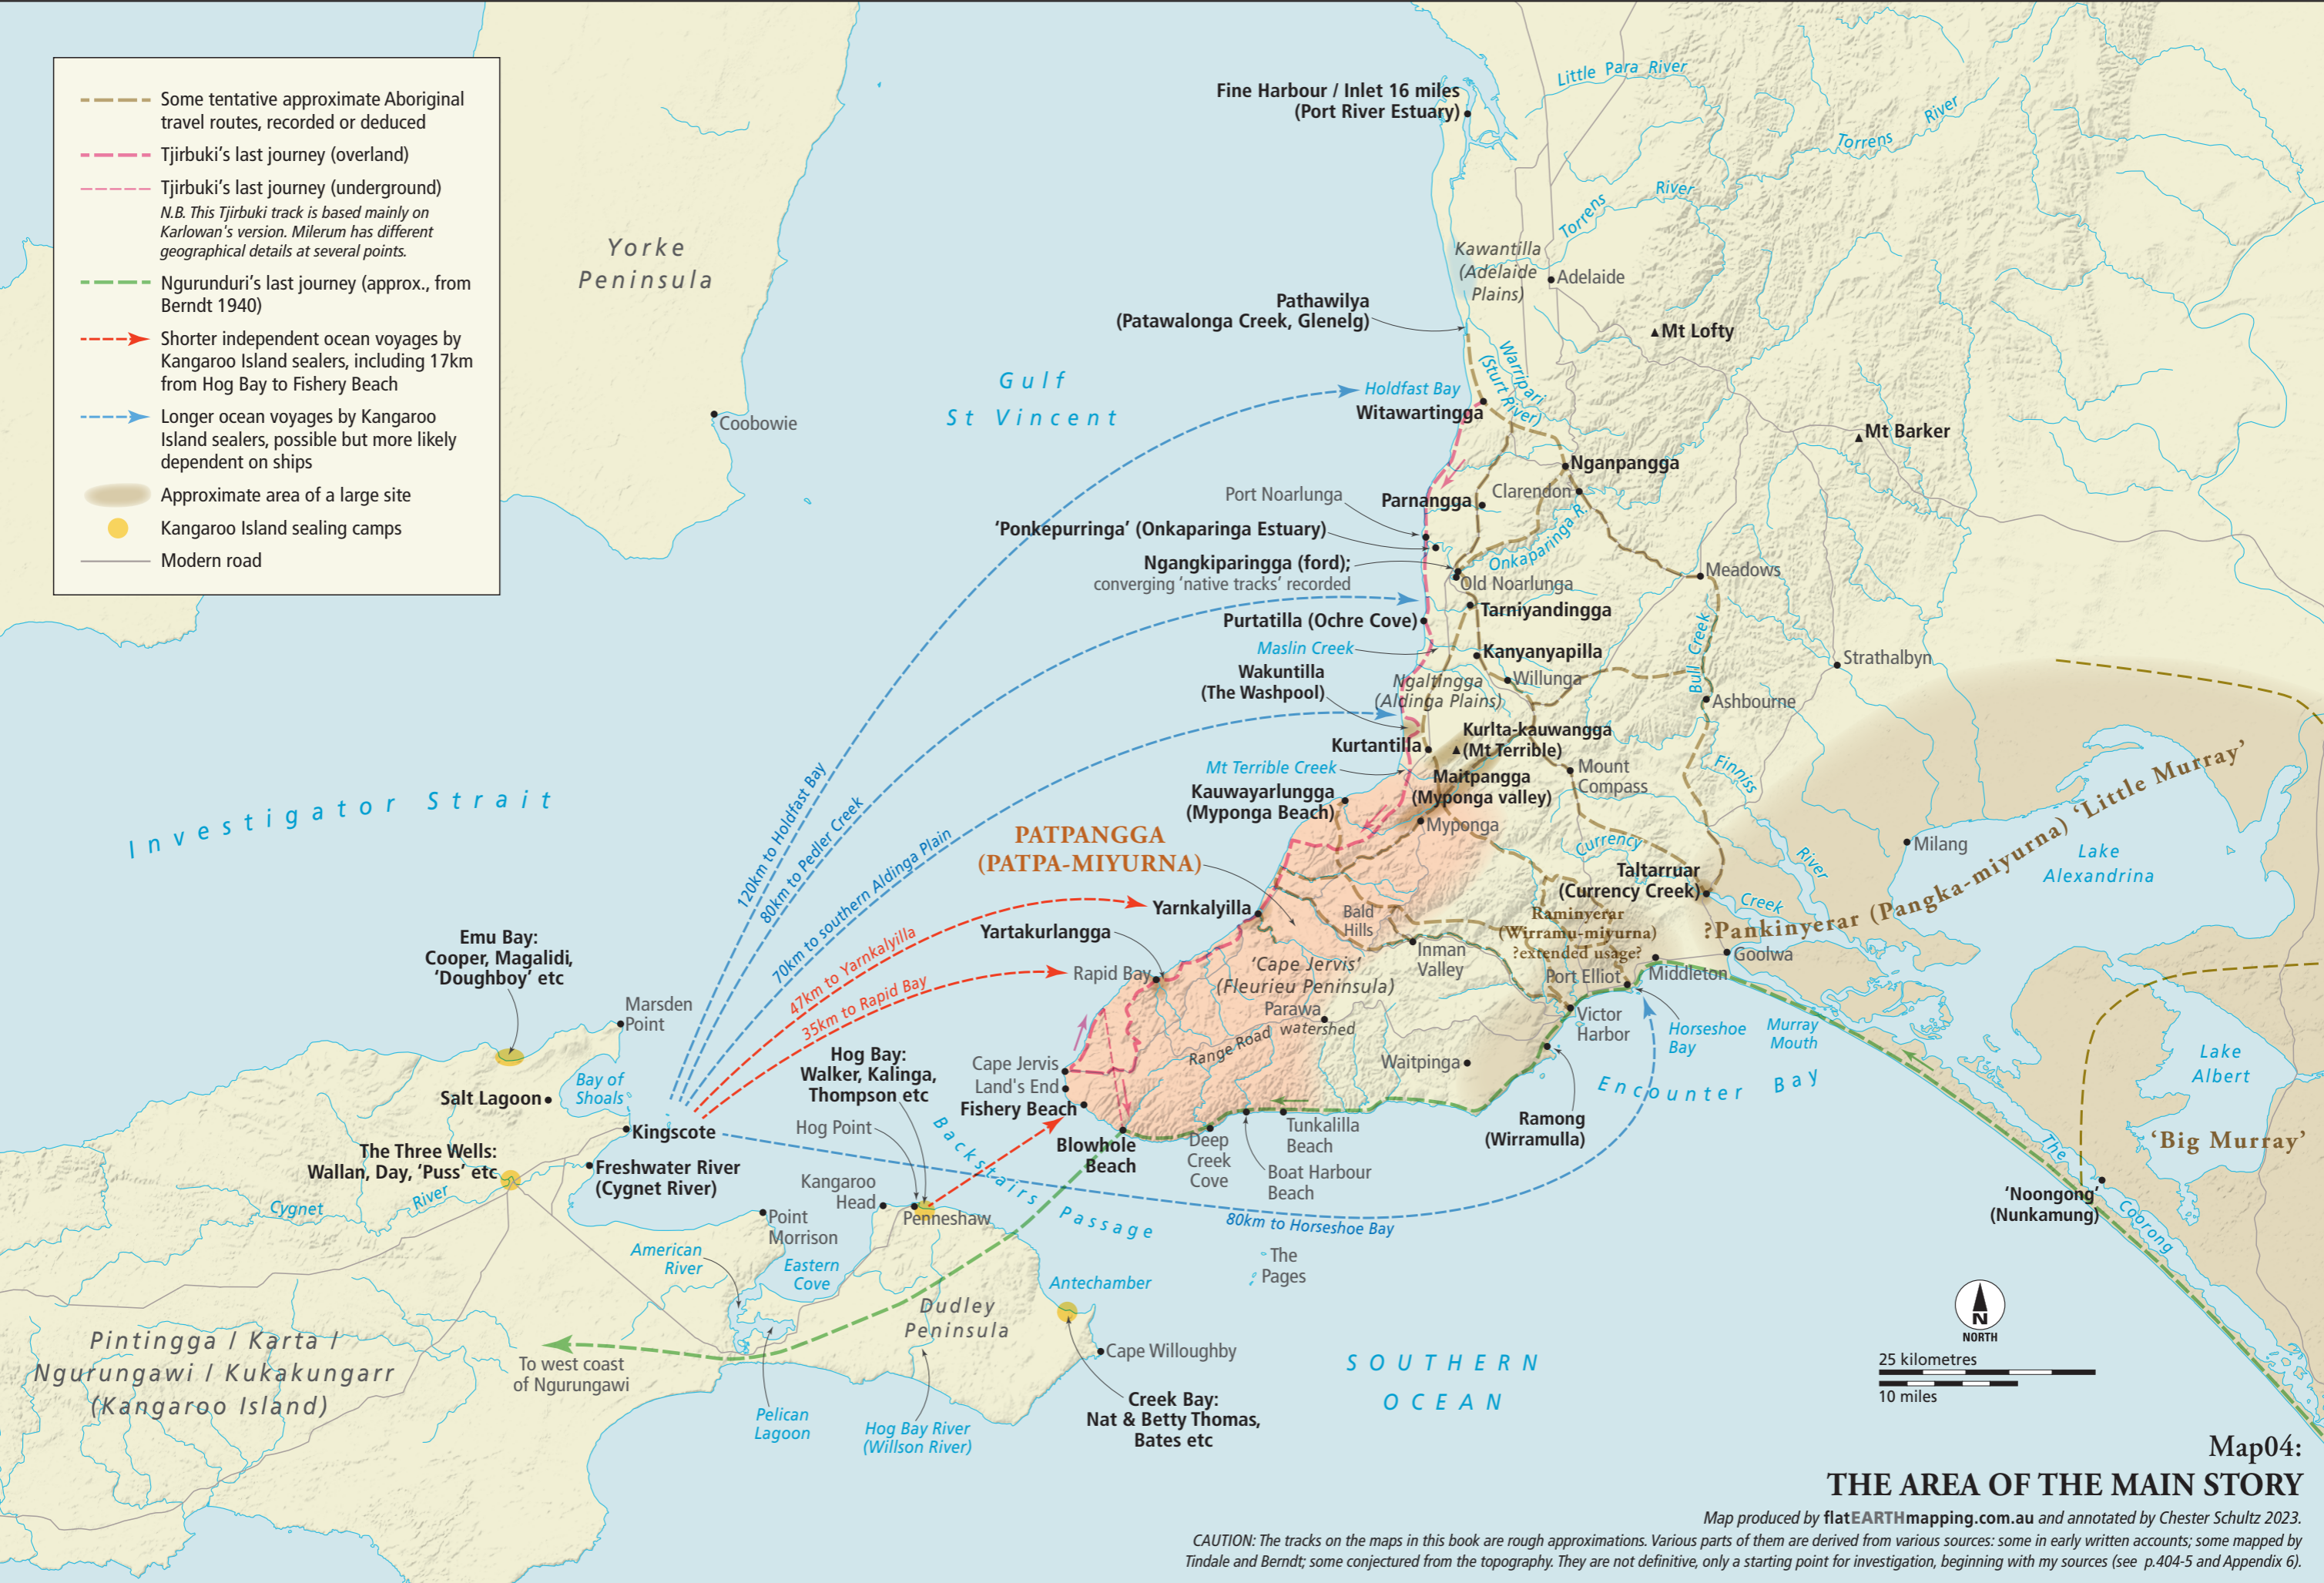 Some tentative approximate Aboriginal
travel routes, recorded or deduced
Tjirbuki's last journey (overland)
Tjirbuki's last journey (underground)
N.B. This Tjirbuki track is based mainly on
Karlowan's version. Milerum has different
geographical details at several points.
Ngurunduri's last journey (approx., from
Berndt 1940)
Shorter independent ocean voyages by
Kangaroo Island sealers, including 17km
from Hog Bay to Fishery Beach
Longer ocean voyages by Kangaroo
Island sealers, possible but more likely
dependent on ships
Approximate area of a large site
Kangaroo Island sealing camps
Modern road
Yorke
Peninsula
Coobowie
Gulf
St Vincent
Investigator Strait
Fine Harbour / Inlet 16 miles
(Port River Estuary)
Little Para River
Torrens
River
Torrens
River
Kawantilla
(Adelaide
Plains)
Adelaide
Pathawilya
(Patawalonga Creek, Glenelg)
Mt Lofty
Warripari
(Sturt River)
Holdfast Bay
Witawartingga
Mt Barker
Nganpangga
Port Noarlunga
Parnangga
Clarendon
'Ponkepurringa' (Onkaparinga Estuary)
Onkaparinga R.
Ngangkiparingga (ford);
converging 'native tracks' recorded
Old Noarlunga
Meadows
Tarniyandingga
Purtatilla (Ochre Cove)
Maslin Creek
Kanyanyapilla
Bull Creek
Strathalbyn
Wakuntilla
(The Washpool)
Ngaltingga
(Aldinga Plains)
Willunga
Ashbourne
Kurlta-kauwangga
(Mt Terrible)
Kurtantilla
Mt Terrible Creek
Maitpangga
(Myponga valley)
Mount
Compass
Finniss
River
Kauwayarlungga
(Myponga Beach)
Myponga
Currency
Creek
Milang
Lake
Alexandrina
PATPANGGA
(PATPA-MIYURNA)
Taltarruar
(Currency Creek)
?Pankinyerar (Pangka-miyurna) 'Little Murray'
120km to Holdfast Bay
80km to Pedler Creek
70km to southern Aldinga Plain
47km to Yarnkalyilla
35km to Rapid Bay
Yarnkalyilla
Bald
Hills
Raminyerar
(Wirramu-miyurna)
?extended usage?
Yartakurlangga
Inman
Valley
Goolwa
Rapid Bay
'Cape Jervis'
(Fleurieu Peninsula)
Port Elliot
Middleton
Parawa
Range Road watershed
Victor
Harbor
Horseshoe
Bay
Murray
Mouth
Emu Bay:
Cooper, Magalidi,
'Doughboy' etc
Marsden
Point
Hog Bay:
Walker, Kalinga,
Thompson etc
Cape Jervis
Land's End
Fishery Beach
Waitpinga
Lake
Albert
Encounter Bay
Bay of
Shoals
Salt Lagoon
Kingscote
Hog Point
Backstairs Passage
Blowhole
Beach
Deep
Creek
Cove
Tunkalilla
Beach
Boat Harbour
Beach
Ramong
(Wirramulla)
'Big Murray'
The Three Wells:
Wallan, Day, 'Puss' etc
Freshwater River
(Cygnet River)
Cygnet
River
Kangaroo
Head
Penneshaw
Point
Morrison
80km to Horseshoe Bay
'Noongong'
(Nunkamung)
The
Coorong
American
River
Eastern
Cove
The
Pages
Antechamber
Dudley
Peninsula
Pintingga / Karta /
Ngurungawi / Kukakungarr
(Kangaroo Island)
To west coast
of Ngurungawi
Cape Willoughby
Pelican
Lagoon
Hog Bay River
(Willson River)
Creek Bay:
Nat & Betty Thomas,
Bates etc
SOUTHERN
OCEAN
N
NORTH
25 kilometres
10 miles
Map04:
THE AREA OF THE MAIN STORY
Map produced by flatEARTHmapping.com.au and annotated by Chester Schultz 2023.
CAUTION: The tracks on the maps in this book are rough approximations. Various parts of them are derived from various sources: some in early written accounts; some mapped by
Tindale and Berndt; some conjectured from the topography. They are not definitive, only a starting point for investigation, beginning with my sources (see p.404-5 and Appendix 6).